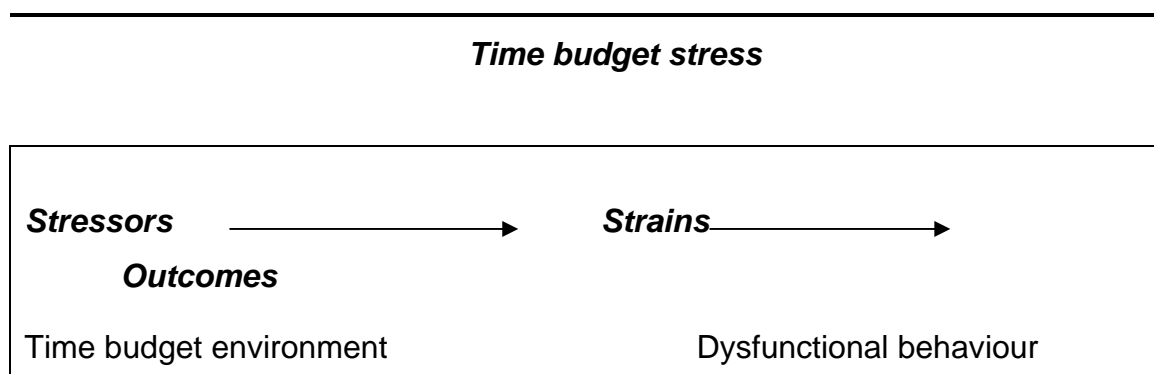 Time budget stress
Stressors Strains
Outcomes
Time budget environment Dysfunctional behaviour